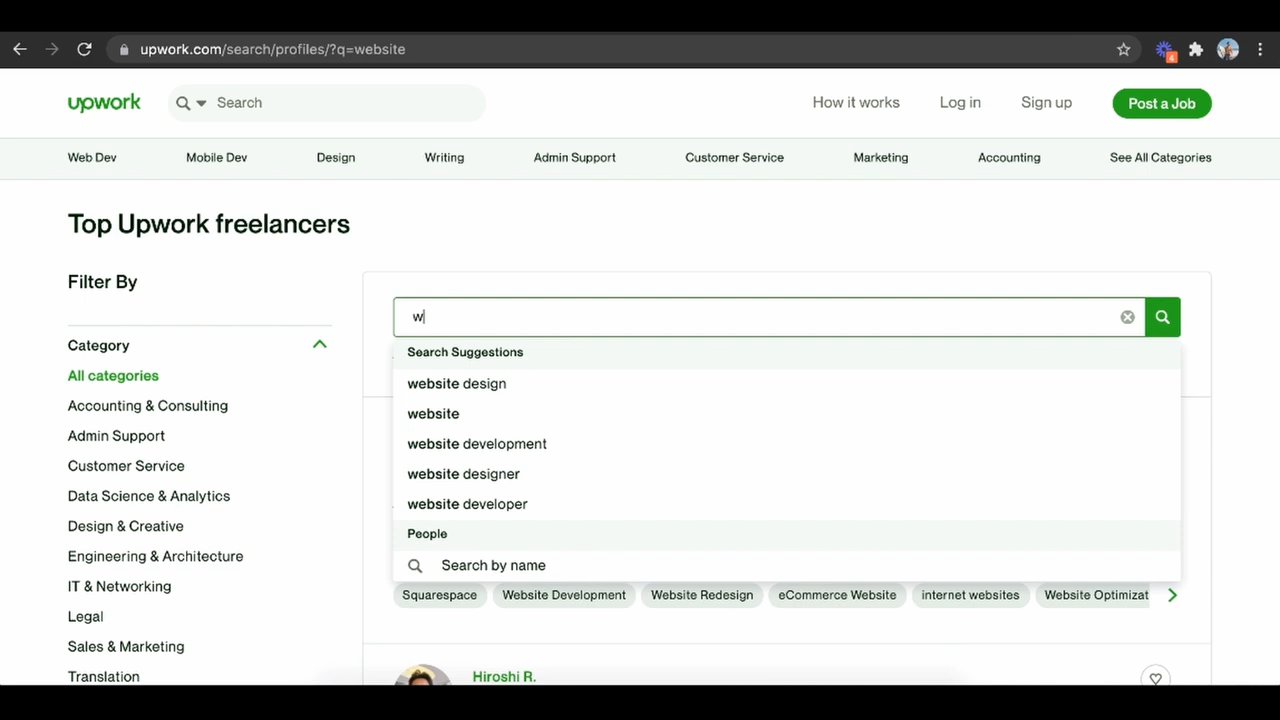 upwork.com/search/profiles/?q=website
4
upwork
Search
How it works
Log in
Sign up
Post a Job
Web Dev
Mobile Dev
Design
Writing
Admin Support
Customer Service
Marketing
Accounting
See All Categories
Top Upwork freelancers
Filter By
Category
All categories
Accounting & Consulting
Admin Support
Customer Service
Data Science & Analytics
Design & Creative
Engineering & Architecture
IT & Networking
Legal
Sales & Marketing
Translation
w
Search Suggestions
website design
website
website development
website designer
website developer
People
Search by name
Squarespace
Website Development
Website Redesign
eCommerce Website
internet websites
Website Optimizat
Hiroshi R.